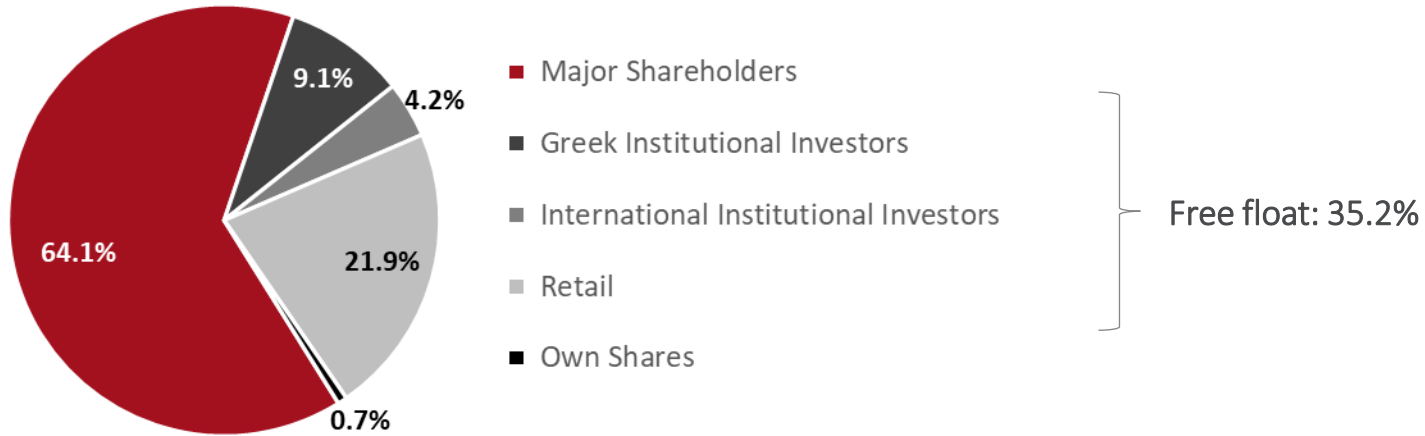 9.1%
4.2%
64.1%
21.9%
0.7%
Major Shareholders
Greek Institutional Investors
International Institutional Investors
Retail
Own Shares
Free float: 35.2%